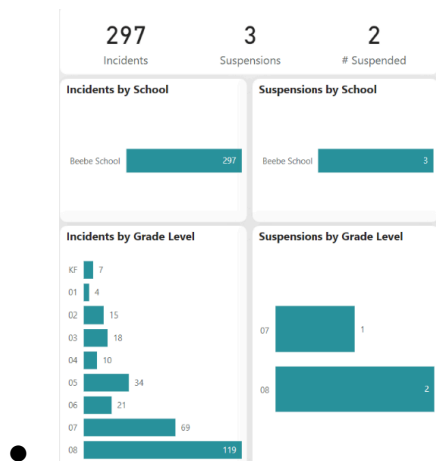 297 3 2
Incidents Suspensions # Suspended
Incidents by School
Beebe School 297
Suspensions by School
Beebe School 3
Incidents by Grade Level
KF 7
01 4
02 15
03 18
04 10
05 34
06 21
07 69
08 119
Suspensions by Grade Level
07 1
08 2